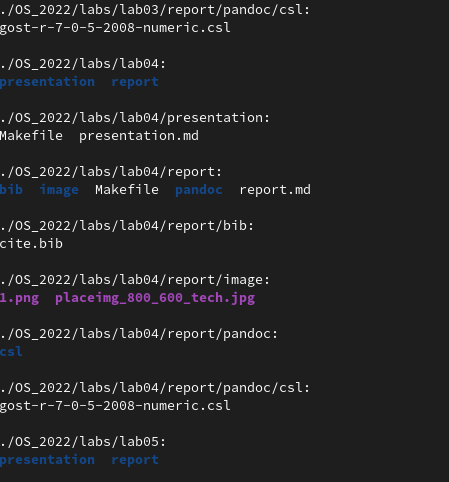 ./OS_2022/labs/lab03/report/pandoc/csl:
gost-r-7-0-5-2008-numeric.csl
./OS_2022/labs/lab04:
presentation  report
./OS_2022/labs/lab04/presentation:
Makefile  presentation.md
./OS_2022/labs/lab04/report:
bib  image  Makefile  pandoc  report.md
./OS_2022/labs/lab04/report/bib:
cite.bib
./OS_2022/labs/lab04/report/image:
1.png  placeimg_800_600_tech.jpg
./OS_2022/labs/lab04/report/pandoc:
csl
./OS_2022/labs/lab04/report/pandoc/csl:
gost-r-7-0-5-2008-numeric.csl
./OS_2022/labs/lab05:
presentation  report